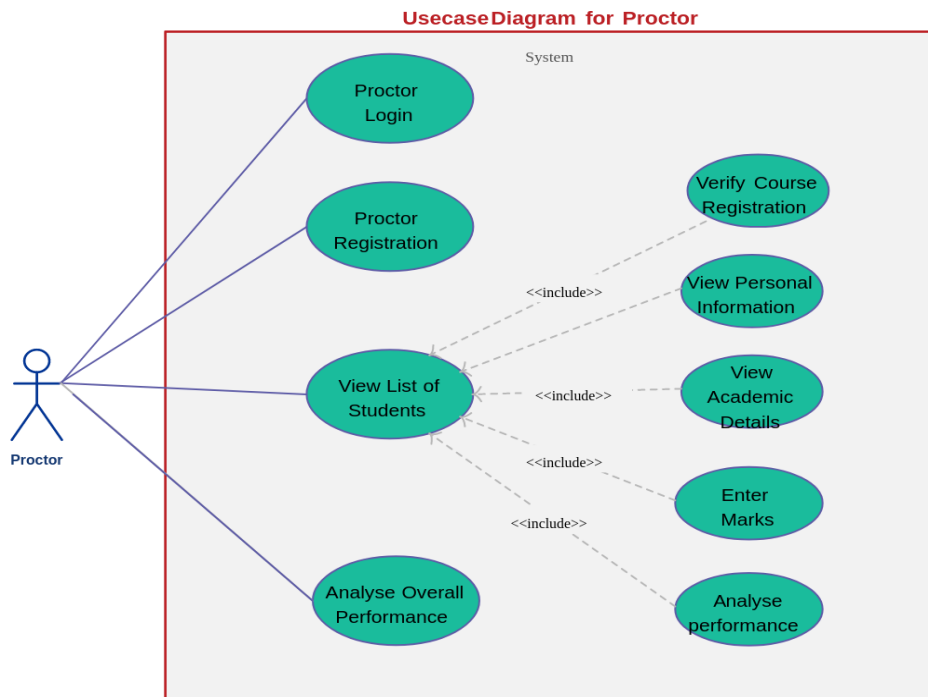 Usecase Diagram for Proctor
System
Proctor
Login
Proctor
Registration
View List of
Students
Analyse Overall
Performance
Verify Course
Registration
View Personal
Information
View
Academic
Details
Enter
Marks
Analyse
performance
<<include>>
<<include>>
<<include>>
<<include>>
Proctor